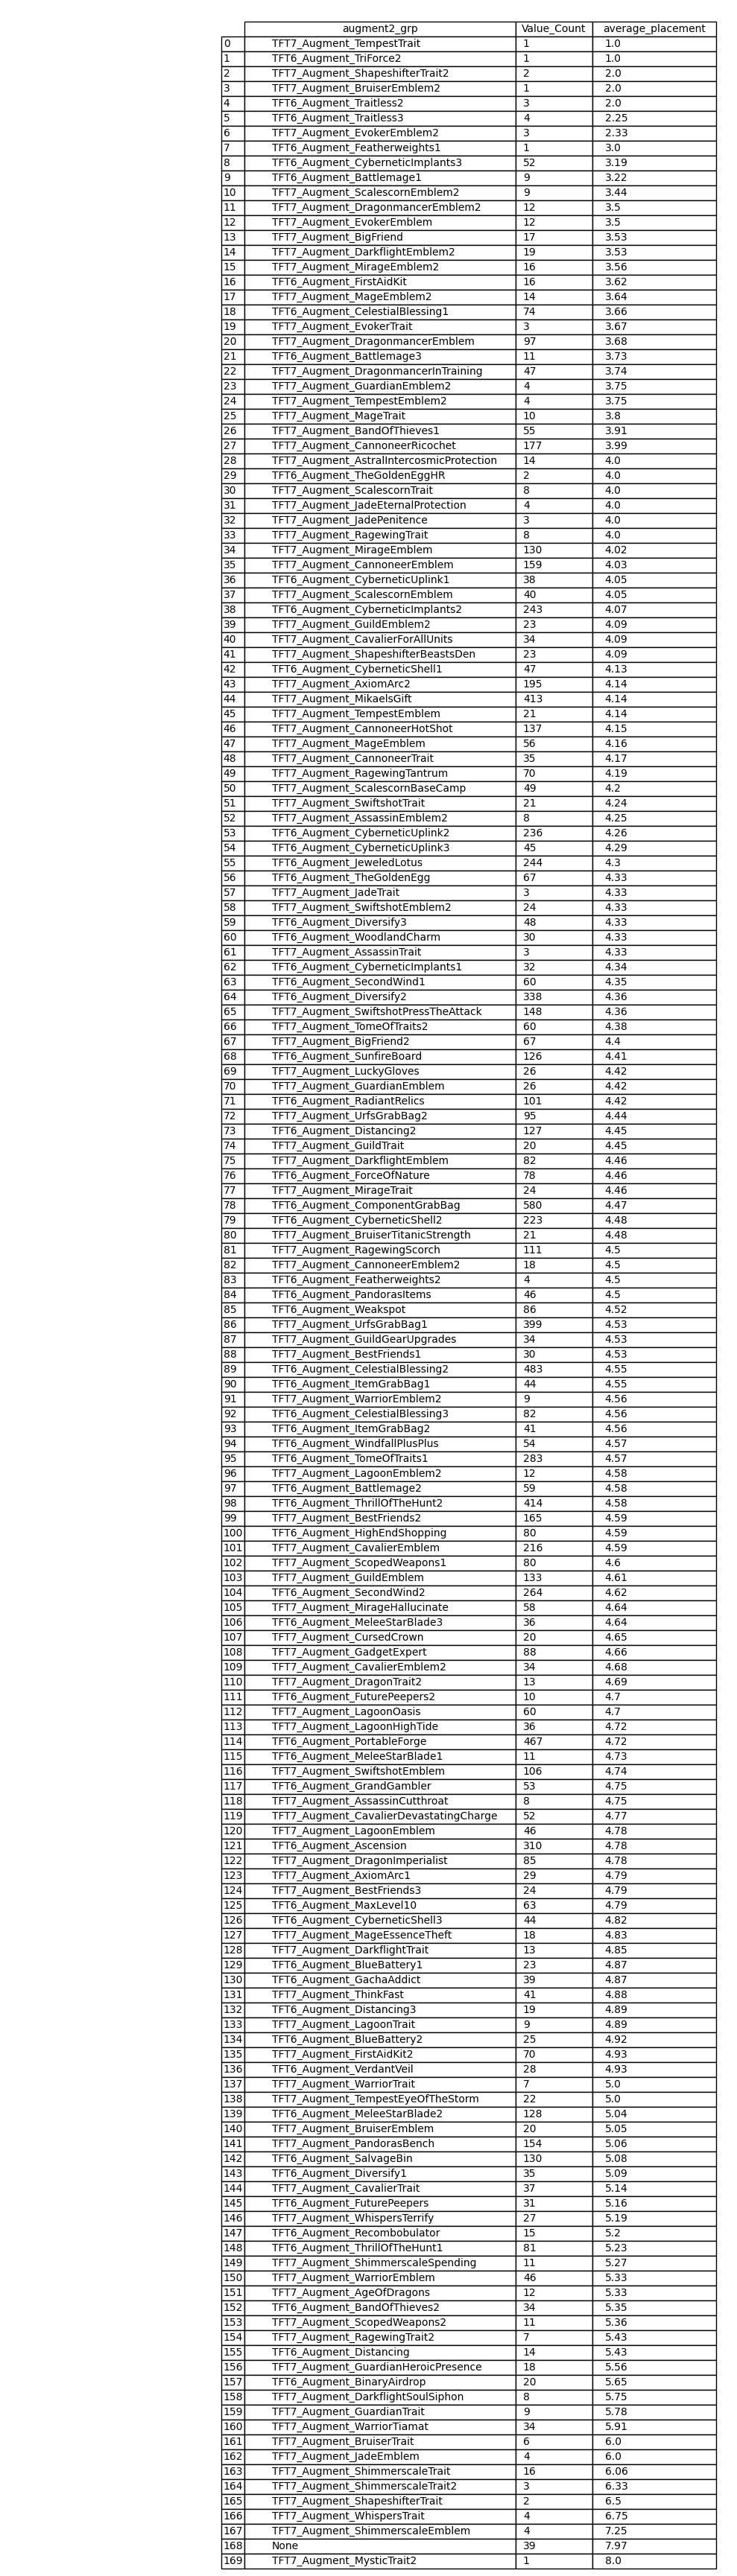 augment2_grp Value_Count average_placement
0 TFT7_Augment_TempestTrait 1 1.0
1 TFT6_Augment_TriForce2 1 1.0
2 TFT7_Augment_ShapeshifterTrait2 2 2.0
3 TFT7_Augment_BruiserEmblem2 1 2.0
4 TFT6_Augment_Traitless2 3 2.0
5 TFT6_Augment_Traitless3 4 2.25
6 TFT7_Augment_EvokerEmblem2 3 2.33
7 TFT6_Augment_Featherweights1 1 3.0
8 TFT6_Augment_CyberneticImplants3 52 3.19
9 TFT6_Augment_Battlemage1 9 3.22
10 TFT7_Augment_ScalescornEmblem2 9 3.44
11 TFT7_Augment_DragonmancerEmblem2 12 3.5
12 TFT7_Augment_EvokerEmblem 12 3.5
13 TFT7_Augment_BigFriend 17 3.53
14 TFT7_Augment_DarkflightEmblem2 19 3.53
15 TFT7_Augment_MirageEmblem2 16 3.56
16 TFT7_Augment_FirstAidKit 16 3.62
17 TFT7_Augment_MageEmblem2 14 3.64
18 TFT6_Augment_CelestialBlessing1 74 3.66
19 TFT7_Augment_EvokerTrait 3 3.67
20 TFT7_Augment_DragonmancerEmblem 97 3.68
21 TFT6_Augment_Battlemage3 11 3.73
22 TFT7_Augment_DragonmancerInTraining 47 3.74
23 TFT7_Augment_GuardianEmblem2 4 3.75
24 TFT7_Augment_TempestEmblem2 4 3.75
25 TFT7_Augment_MageTrait 10 3.8
26 TFT7_Augment_BandOfThieves1 55 3.91
27 TFT7_Augment_CannoneerRicochet 177 3.99
28 TFT7_Augment_AstralIntercosmicProtection 14 4.0
29 TFT6_Augment_TheGoldenEggHR 2 4.0
30 TFT7_Augment_ScalescornTrait 8 4.0
31 TFT7_Augment_JadeEternalProtection 4 4.0
32 TFT7_Augment_JadePenitence 3 4.0
33 TFT7_Augment_RagewingTrait 8 4.0
34 TFT7_Augment_MirageEmblem 130 4.02
35 TFT7_Augment_CannoneerEmblem 159 4.03
36 TFT6_Augment_CyberneticUplink1 38 4.05
37 TFT7_Augment_ScalescornEmblem 40 4.05
38 TFT6_Augment_CyberneticImplants2 243 4.07
39 TFT7_Augment_GuildEmblem2 23 4.09
40 TFT7_Augment_CavalierForAllUnits 34 4.09
41 TFT7_Augment_ShapeshifterBeastsDen 23 4.09
42 TFT6_Augment_CyberneticShell1 47 4.13
43 TFT7_Augment_AxiomArc2 195 4.14
44 TFT7_Augment_MikaelsGift 413 4.14
45 TFT7_Augment_TempestEmblem 21 4.14
46 TFT7_Augment_CannoneerHotShot 137 4.15
47 TFT7_Augment_MageEmblem 56 4.16
48 TFT7_Augment_CannoneerTrait 35 4.17
49 TFT7_Augment_RagewingTantrum 70 4.19
50 TFT7_Augment_ScalescornBaseCamp 49 4.2
51 TFT7_Augment_SwiftshotTrait 21 4.24
52 TFT7_Augment_AssassinEmblem2 8 4.25
53 TFT6_Augment_CyberneticUplink2 236 4.26
54 TFT6_Augment_CyberneticUplink3 45 4.29
55 TFT6_Augment_JeweledLotus 244 4.3
56 TFT6_Augment_TheGoldenEgg 67 4.33
57 TFT7_Augment_JadeTrait 3 4.33
58 TFT7_Augment_SwiftshotEmblem2 24 4.33
59 TFT6_Augment_Diversify3 48 4.33
60 TFT6_Augment_WoodlandCharm 30 4.33
61 TFT7_Augment_AssassinTrait 3 4.33
62 TFT6_Augment_CyberneticImplants1 32 4.34
63 TFT6_Augment_SecondWind1 60 4.35
64 TFT6_Augment_Diversify2 338 4.36
65 TFT7_Augment_SwiftshotPressTheAttack 148 4.36
66 TFT7_Augment_TomeOfTraits2 60 4.38
67 TFT7_Augment_BigFriend2 67 4.4
68 TFT6_Augment_SunfireBoard 126 4.41
69 TFT7_Augment_LuckyGloves 26 4.42
70 TFT7_Augment_GuardianEmblem 26 4.42
71 TFT6_Augment_RadiantRelics 101 4.42
72 TFT7_Augment_UrfsGrabBag2 95 4.44
73 TFT6_Augment_Distancing2 127 4.45
74 TFT7_Augment_GuildTrait 20 4.45
75 TFT7_Augment_DarkflightEmblem 82 4.46
76 TFT6_Augment_ForceOfNature 78 4.46
77 TFT7_Augment_MirageTrait 24 4.46
78 TFT6_Augment_ComponentGrabBag 580 4.47
79 TFT6_Augment_CyberneticShell2 223 4.48
80 TFT7_Augment_BruiserTitanicStrength 21 4.48
81 TFT7_Augment_RagewingScorch 111 4.5
82 TFT7_Augment_CannoneerEmblem2 18 4.5
83 TFT6_Augment_Featherweights2 4 4.5
84 TFT6_Augment_PandorasItems 46 4.5
85 TFT6_Augment_Weakspot 86 4.52
86 TFT7_Augment_UrfsGrabBag1 399 4.53
87 TFT7_Augment_GuildGearUpgrades 34 4.53
88 TFT7_Augment_BestFriends1 30 4.53
89 TFT6_Augment_CelestialBlessing2 483 4.55
90 TFT6_Augment_ItemGrabBag1 44 4.55
91 TFT7_Augment_WarriorEmblem2 9 4.56
92 TFT6_Augment_CelestialBlessing3 82 4.56
93 TFT6_Augment_ItemGrabBag2 41 4.56
94 TFT6_Augment_WindfallPlusPlus 54 4.57
95 TFT6_Augment_TomeOfTraits1 283 4.57
96 TFT7_Augment_LagoonEmblem2 12 4.58
97 TFT6_Augment_Battlemage2 59 4.58
98 TFT6_Augment_ThrillOfTheHunt2 414 4.58
99 TFT7_Augment_BestFriends2 165 4.59
100 TFT6_Augment_HighEndShopping 80 4.59
101 TFT7_Augment_CavalierEmblem 216 4.59
102 TFT7_Augment_ScopedWeapons1 80 4.6
103 TFT7_Augment_GuildEmblem 133 4.61
104 TFT6_Augment_SecondWind2 264 4.62
105 TFT7_Augment_MirageHallucinate 58 4.64
106 TFT6_Augment_MeleeStarBlade3 36 4.64
107 TFT7_Augment_CursedCrown 20 4.65
108 TFT7_Augment_GadgetExpert 88 4.66
109 TFT7_Augment_CavalierEmblem2 34 4.68
110 TFT7_Augment_DragonTrait2 13 4.69
111 TFT6_Augment_FuturePeepers2 10 4.7
112 TFT7_Augment_LagoonOasis 60 4.7
113 TFT7_Augment_LagoonHighTide 36 4.72
114 TFT6_Augment_PortableForge 467 4.72
115 TFT6_Augment_MeleeStarBlade1 11 4.73
116 TFT7_Augment_SwiftshotEmblem 106 4.74
117 TFT6_Augment_GrandGambler 53 4.75
118 TFT7_Augment_AssassinCutthroat 8 4.75
119 TFT7_Augment_CavalierDevastatingCharge 52 4.77
120 TFT7_Augment_LagoonEmblem 46 4.78
121 TFT6_Augment_Ascension 310 4.78
122 TFT7_Augment_DragonImperialist 85 4.78
123 TFT7_Augment_AxiomArc1 29 4.79
124 TFT7_Augment_BestFriends3 24 4.79
125 TFT6_Augment_MaxLevel10 63 4.79
126 TFT6_Augment_CyberneticShell3 44 4.82
127 TFT7_Augment_MageEssenceTheft 18 4.83
128 TFT7_Augment_DarkflightTrait 13 4.85
129 TFT6_Augment_BlueBattery1 23 4.87
130 TFT6_Augment_GachaAddict 39 4.87
131 TFT7_Augment_ThinkFast 41 4.88
132 TFT6_Augment_Distancing3 19 4.89
133 TFT7_Augment_LagoonTrait 9 4.89
134 TFT6_Augment_BlueBattery2 25 4.92
135 TFT7_Augment_FirstAidKit2 70 4.93
136 TFT6_Augment_VerdantVeil 28 4.93
137 TFT7_Augment_WarriorTrait 7 5.0
138 TFT7_Augment_TempestEyeOfTheStorm 22 5.0
139 TFT6_Augment_MeleeStarBlade2 128 5.04
140 TFT7_Augment_BruiserEmblem 20 5.05
141 TFT7_Augment_PandorasBench 154 5.06
142 TFT6_Augment_SalvageBin 130 5.08
143 TFT6_Augment_Diversify1 35 5.09
144 TFT7_Augment_CavalierTrait 37 5.14
145 TFT6_Augment_FuturePeepers 31 5.16
146 TFT7_Augment_WhispersTerrify 27 5.19
147 TFT6_Augment_Recombobulator 15 5.2
148 TFT6_Augment_ThrillOfTheHunt1 81 5.23
149 TFT7_Augment_ShimmerscaleSpending 11 5.27
150 TFT7_Augment_WarriorEmblem 46 5.33
151 TFT7_Augment_AgeOfDragons 12 5.33
152 TFT6_Augment_BandOfThieves2 34 5.35
153 TFT7_Augment_ScopedWeapons2 11 5.36
154 TFT7_Augment_RagewingTrait2 7 5.43
155 TFT6_Augment_Distancing 14 5.43
156 TFT7_Augment_GuardianHeroicPresence 18 5.56
157 TFT6_Augment_BinaryAirdrop 20 5.65
158 TFT7_Augment_DarkflightSoulSiphon 8 5.75
159 TFT7_Augment_GuardianTrait 9 5.78
160 TFT7_Augment_WarriorTiamat 34 5.91
161 TFT7_Augment_BruiserTrait 6 6.0
162 TFT7_Augment_JadeEmblem 4 6.0
163 TFT7_Augment_ShimmerscaleTrait 16 6.06
164 TFT7_Augment_ShimmerscaleTrait2 3 6.33
165 TFT7_Augment_ShapeshifterTrait 2 6.5
166 TFT7_Augment_WhispersTrait 4 6.75
167 TFT7_Augment_ShimmerscaleEmblem 4 7.25
168 None 39 7.97
169 TFT7_Augment_MysticTrait2 1 8.0